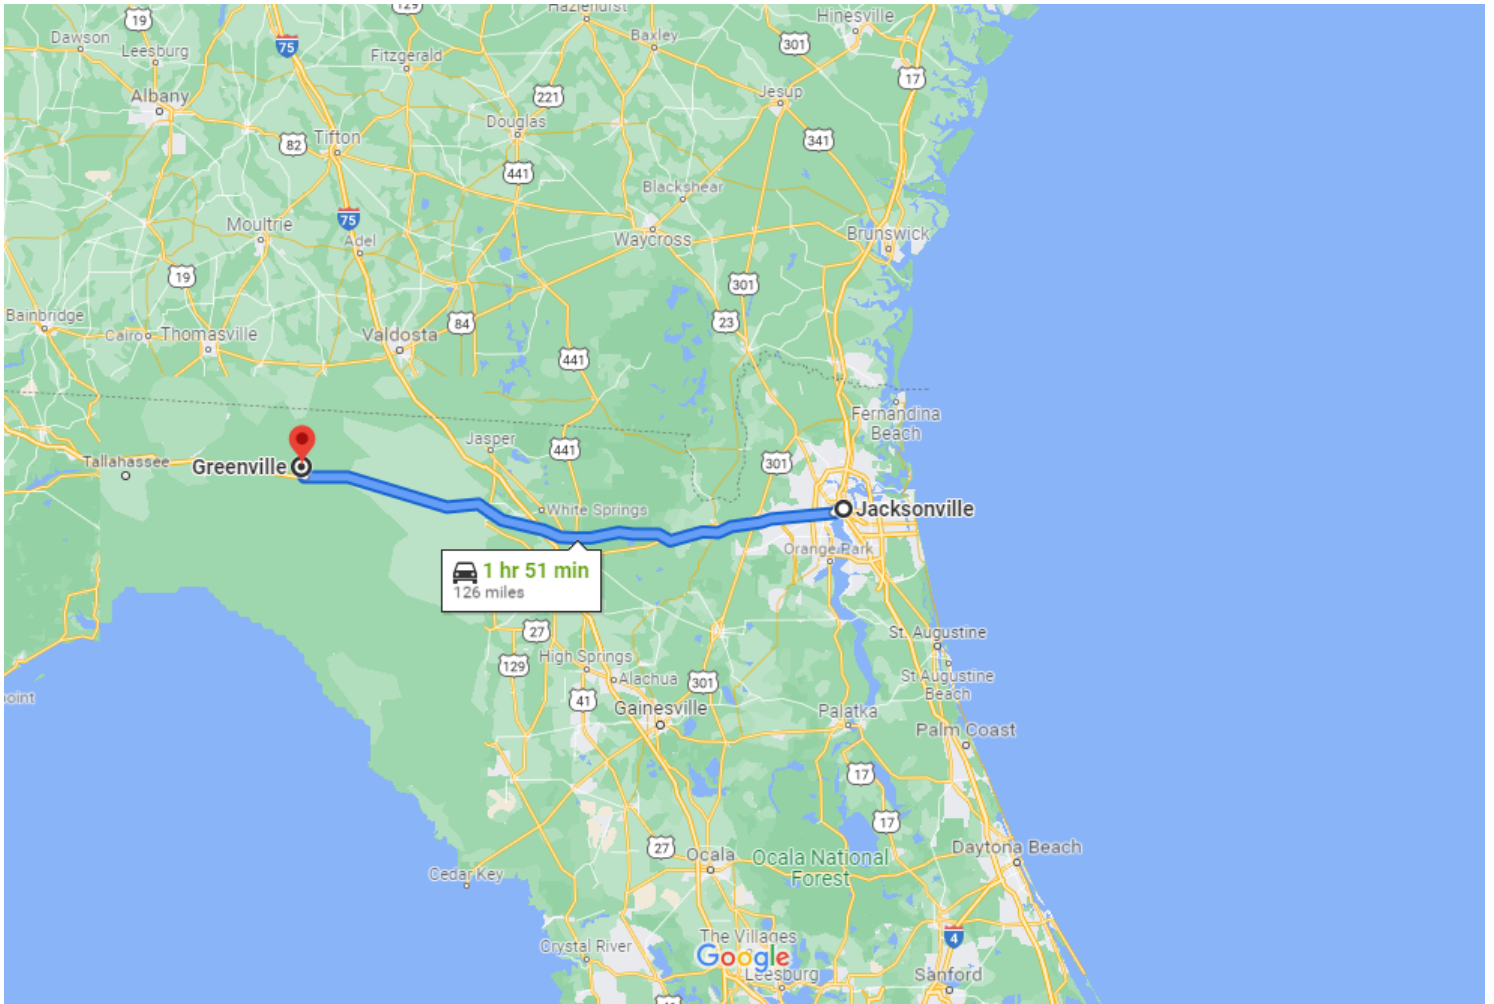 129
Hazlehurst
19
Hinesville
Dawson
Baxley
301
75
Leesburg
Fitzgerald
17
Albany
221
Jesup
Douglas
Tifton
82
341
441
Blackshear
75
Moultrie
Adel
Waycross
Brunswick
19
301
Bainbridge
84
23
Cairo
Thomasville
Valdosta
441
Fernandina
Beach
Jasper
441
Tallahassee
Greenville
301
White Springs
Jacksonville
Orange Park
1 hr 51 min
126 miles
27
St. Augustine
High Springs
129
Alachua
301
St Augustine
Beach
point
41
Gainesville
Palatka
Palm Coast
17
17
27
Ocala
Ocala National
Forest
Daytona Beach
Cedar Key
The Villages
4
Crystal River
Google
Leesburg
Sanford